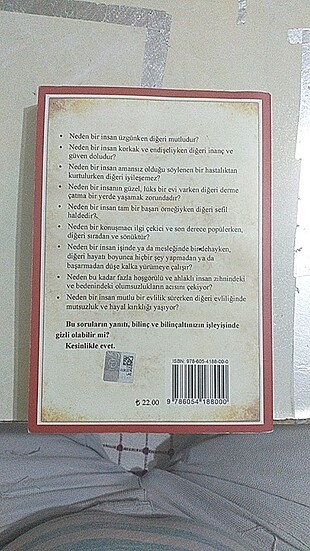 Neden bir insan üzgünken diğeri mutludur?
Neden bir insan korkak ve endişeliyken diğeri inanç ve
güven doludur?
Neden bir insan amansız olduğu söylenen bir hastalıktan
kurtulurken diğeri iyileşemez?
Neden bir insanın güzel, lüks bir evi varken diğeri derme
çatma bir yerde yaşamak zorundadır?
Neden bir insan tam bir başarı örneğiyken diğeri sefil
haldedir?
Neden bir konuşmacı ilgi çekici ve son derece popülerken,
diğeri sıradan ve sönüktür?
Neden bir insan işinde ya da mesleğinde bir dehayken,
diğeri hayatı boyunca hiçbir şey yapmadan ya da
başarmadan düşe kalka yürümeye çalışır?
Neden bu kadar fazla hoşgörülü ve ahlaklı insan zihnindeki
ve bedenindeki olumsuzlukların acısını çekiyor?
Neden bir insan mutlu bir evlilik sürerken diğeri evliliğinde
mutsuzluk ve hayal kırıklığı yaşıyor?
Bu soruların yanıtı, bilinç ve bilinçaltınızın işleyişinde
gizli olabilir mi?
Kesinlikle evet.
ISBN: 978-605-4188-00-0
₺ 22.00
9 786054 188000